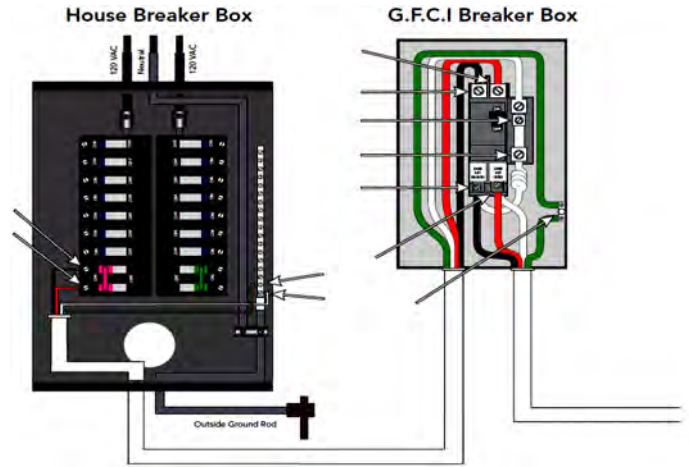 House Breaker Box
G.F.C.I Breaker Box
120 VAC
Neutral
120 VAC
Outside Ground Rod